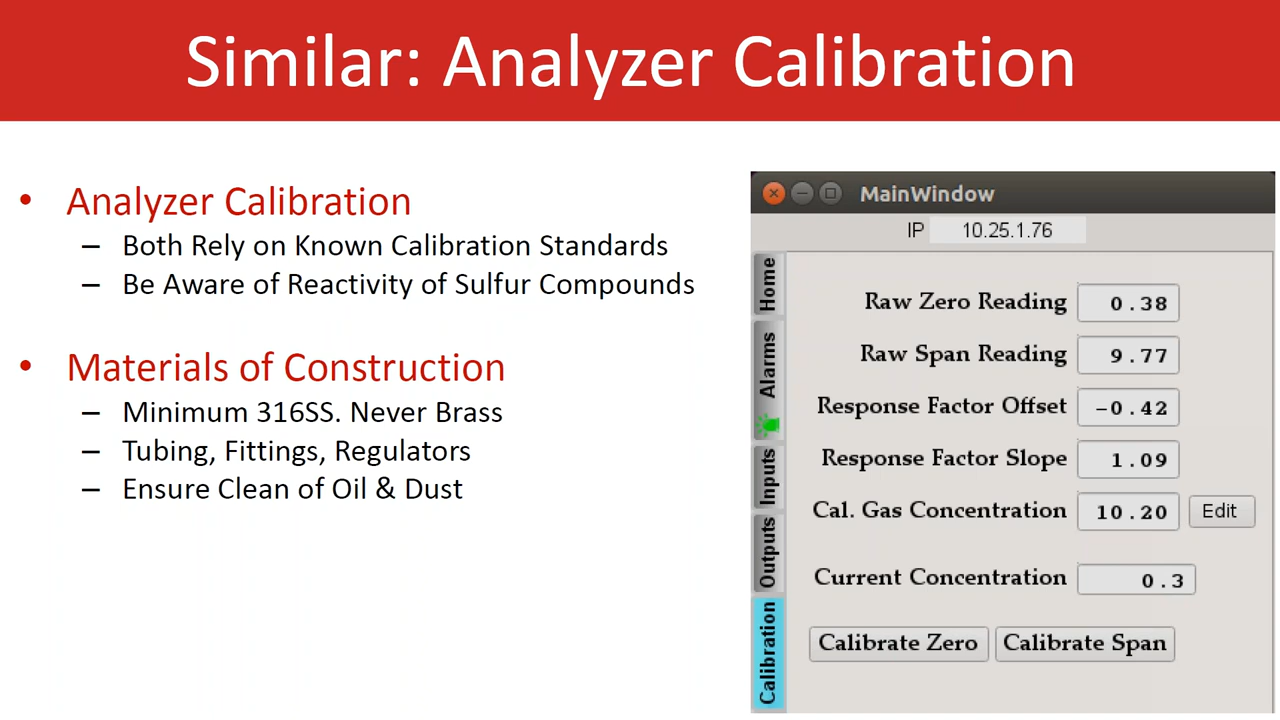 Similar: Analyzer Calibration
• Analyzer Calibration
– Both Rely on Known Calibration Standards
– Be Aware of Reactivity of Sulfur Compounds
• Materials of Construction
– Minimum 316SS. Never Brass
– Tubing, Fittings, Regulators
– Ensure Clean of Oil & Dust
MainWindow
IP 10.25.1.76
Home
Alarms
Inputs
Outputs
Calibration
Raw Zero Reading 0.38
Raw Span Reading 9.77
Response Factor Offset -0.42
Response Factor Slope 1.09
Cal. Gas Concentration 10.20 Edit
Current Concentration 0.3
Calibrate Zero Calibrate Span